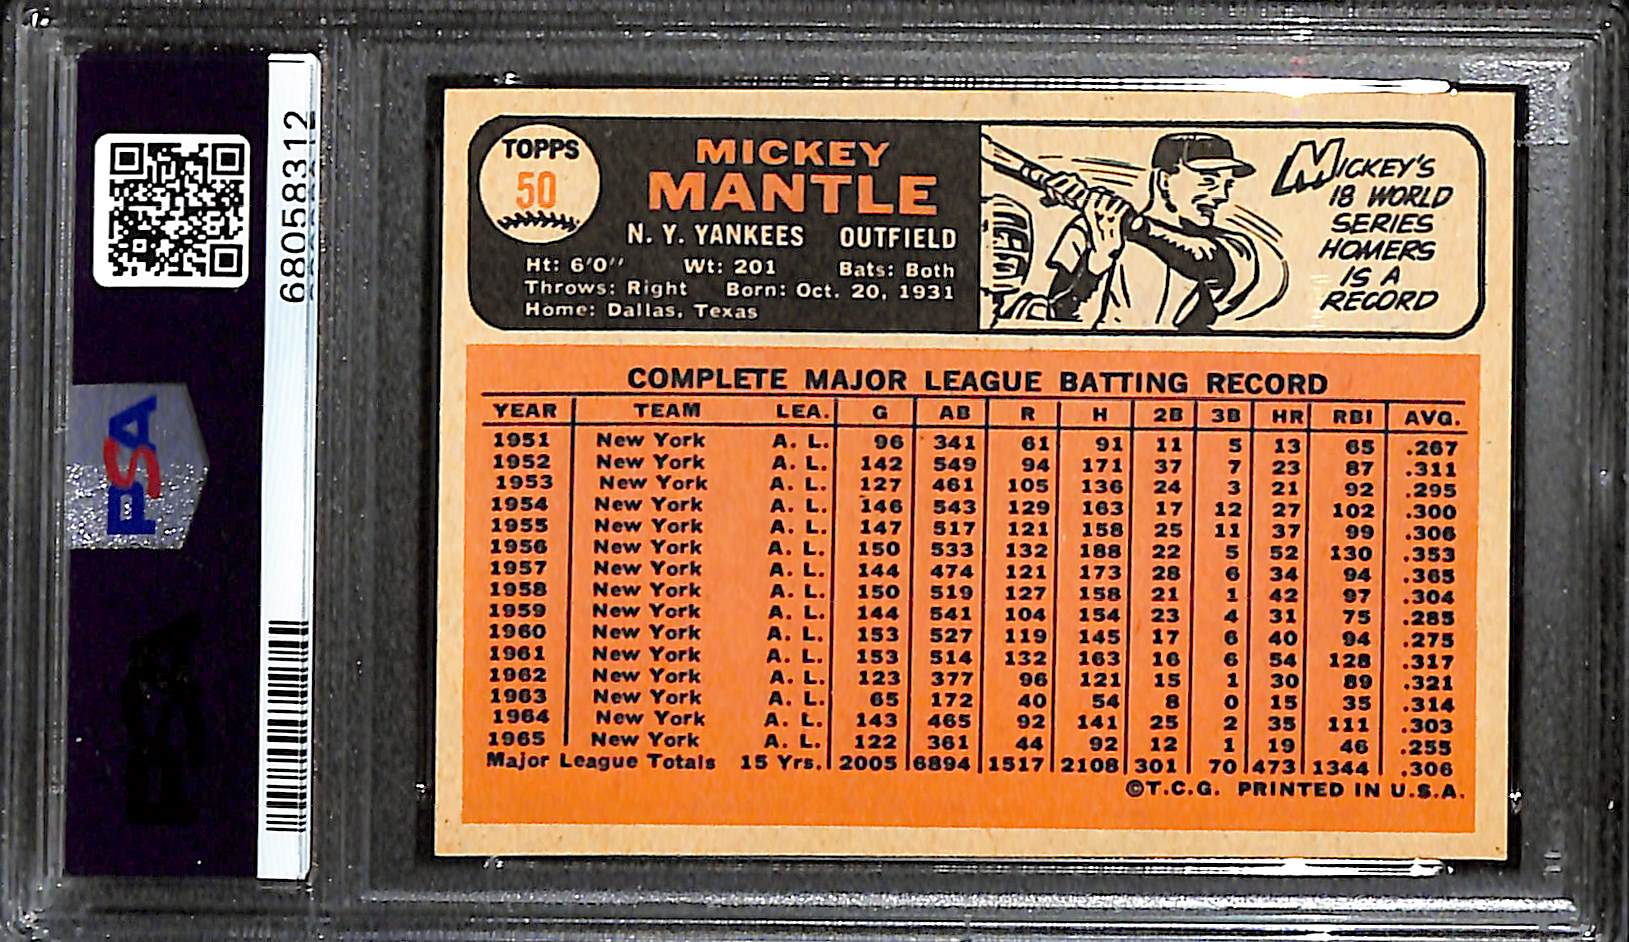 68058312
PSA
TOPPS
50
MICKEY
MANTLE
N. Y. YANKEES OUTFIELD
Ht: 6'0'' Wt: 201 Bats: Both
Throws: Right Born: Oct. 20, 1931
Home: Dallas, Texas
MICKEY'S
18 WORLD
SERIES
HOMERS
IS A
RECORD
COMPLETE MAJOR LEAGUE BATTING RECORD
YEAR TEAM LEA. G AB R H 2B 3B HR RBI AVG.
1951 New York A. L. 96 341 61 91 11 5 13 65 .267
1952 New York A. L. 142 549 94 171 37 7 23 87 .311
1953 New York A. L. 127 461 105 136 24 3 21 92 .295
1954 New York A. L. 146 543 129 163 17 12 27 102 .300
1955 New York A. L. 147 517 121 158 25 11 37 99 .306
1956 New York A. L. 150 533 132 188 22 5 52 130 .353
1957 New York A. L. 144 474 121 173 28 6 34 94 .365
1958 New York A. L. 150 519 127 158 21 1 42 97 .304
1959 New York A. L. 144 541 104 154 23 4 31 75 .285
1960 New York A. L. 153 527 119 145 17 6 40 94 .275
1961 New York A. L. 153 514 132 163 16 6 54 128 .317
1962 New York A. L. 123 377 96 121 15 1 30 89 .321
1963 New York A. L. 65 172 40 54 8 0 15 35 .314
1964 New York A. L. 143 465 92 141 25 2 35 111 .303
1965 New York A. L. 122 361 44 92 12 1 19 46 .255
Major League Totals 15 Yrs. 2005 6894 1517 2108 301 70 473 1344 .306
©T.C.G. PRINTED IN U.S.A.